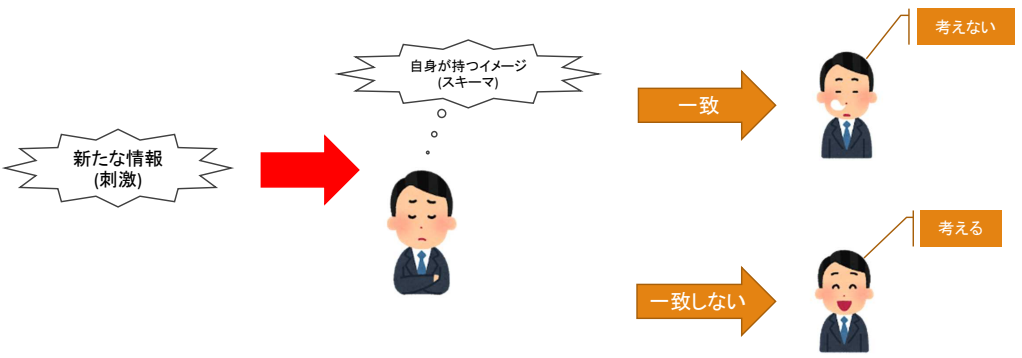 新たな情報
(刺激)
自身が持つイメージ
(スキーマ)
一致
考えない
一致しない
考える